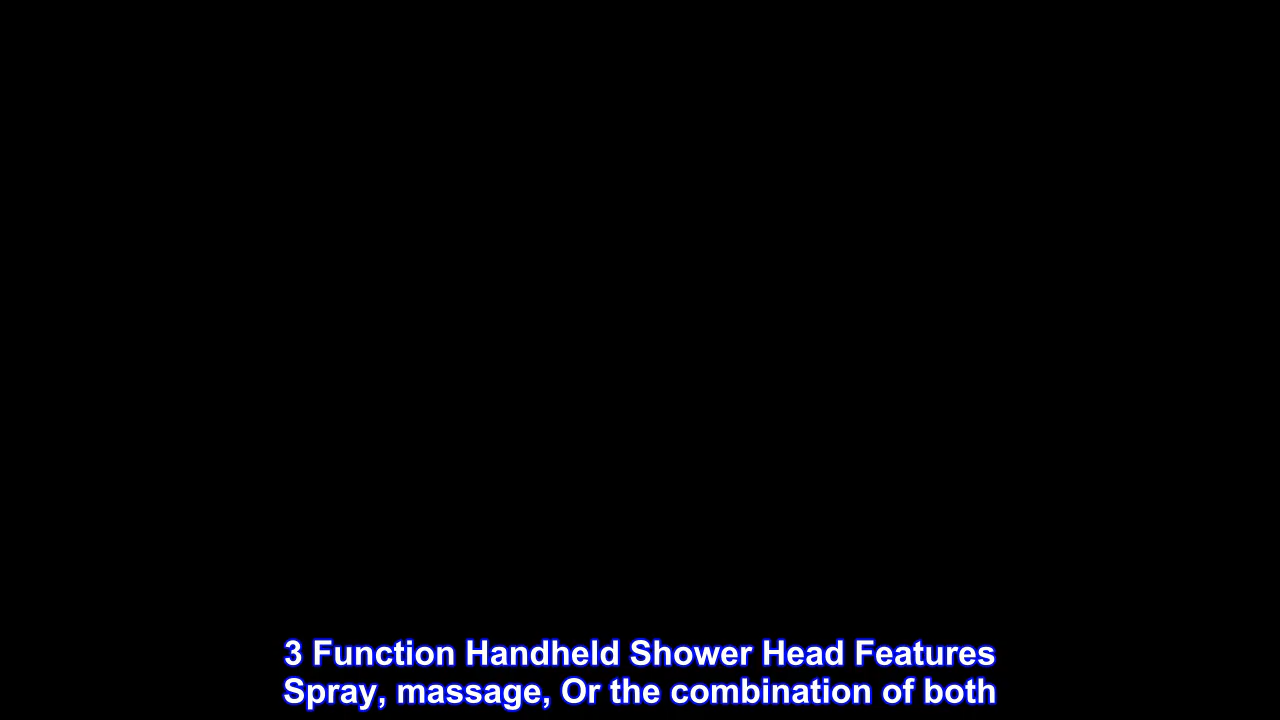 3 Function Handheld Shower Head Features
Spray, massage, Or the combination of both